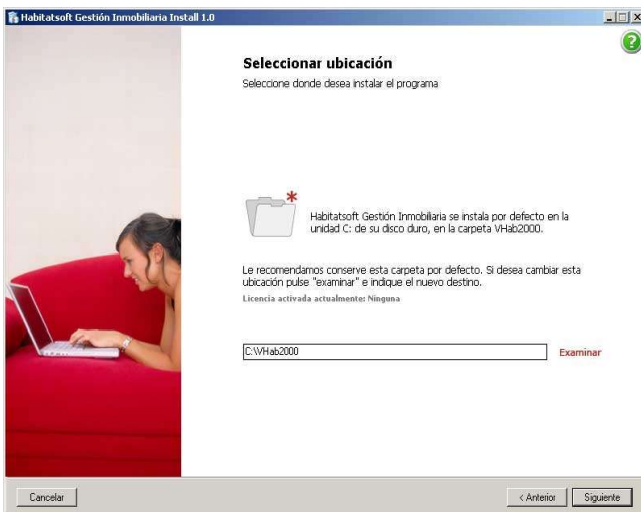 Habitatsoft Gestión Inmobiliaria Install 1.0
Seleccionar ubicación
Seleccione donde desea instalar el programa
Habitatsoft Gestión Inmobiliaria se instala por defecto en la
unidad C: de su disco duro, en la carpeta VHab2000.
Le recomendamos conserve esta carpeta por defecto. Si desea cambiar esta
ubicación pulse "examinar" e indique el nuevo destino.
Licencia activada actualmente: Ninguna
C:\VHab2000
Examinar
Cancelar
< Anterior
Siguiente